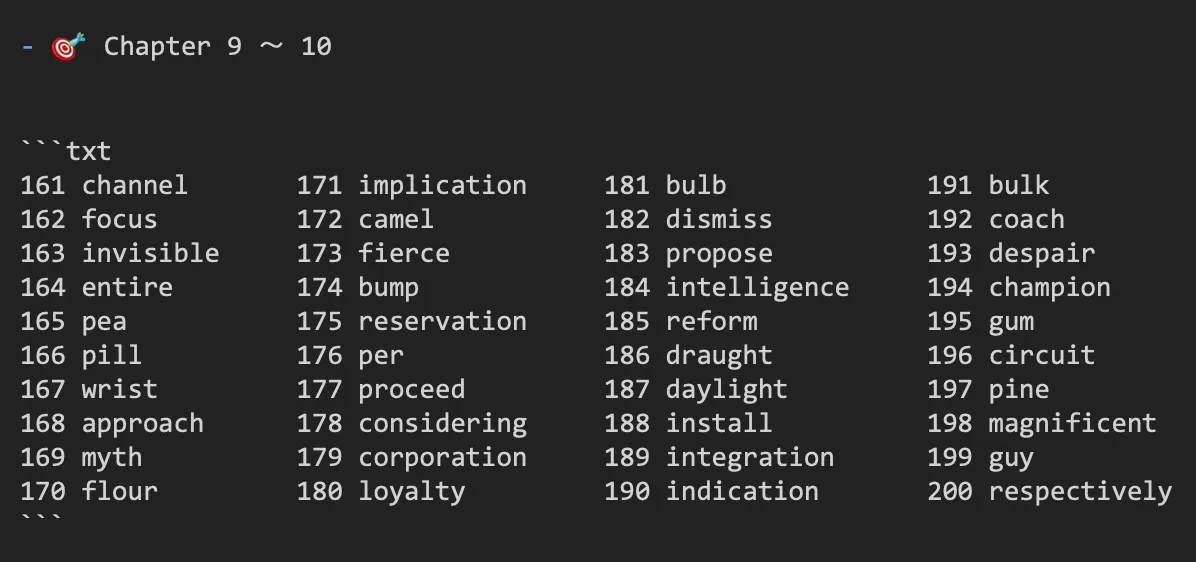 - 🎯 Chapter 9 ～ 10
```txt
161 channel 171 implication 181 bulb 191 bulk
162 focus 172 camel 182 dismiss 192 coach
163 invisible 173 fierce 183 propose 193 despair
164 entire 174 bump 184 intelligence 194 champion
165 pea 175 reservation 185 reform 195 gum
166 pill 176 per 186 draught 196 circuit
167 wrist 177 proceed 187 daylight 197 pine
168 approach 178 considering 188 install 198 magnificent
169 myth 179 corporation 189 integration 199 guy
170 flour 180 loyalty 190 indication 200 respectively
```